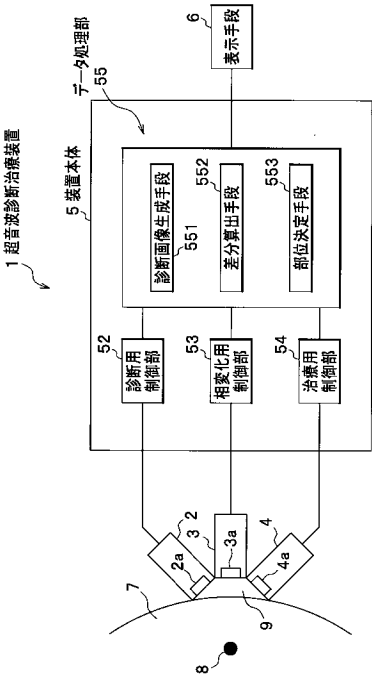 1 超音波診断治療装置
5 装置本体
データ処理部
55
診断画像生成手段
551
差分算出手段
552
部位決定手段
553
6
表示手段
52
診断用
制御部
53
相変化用
制御部
54
治療用
制御部
2
2a
3
3a
4
4a
7
8
9